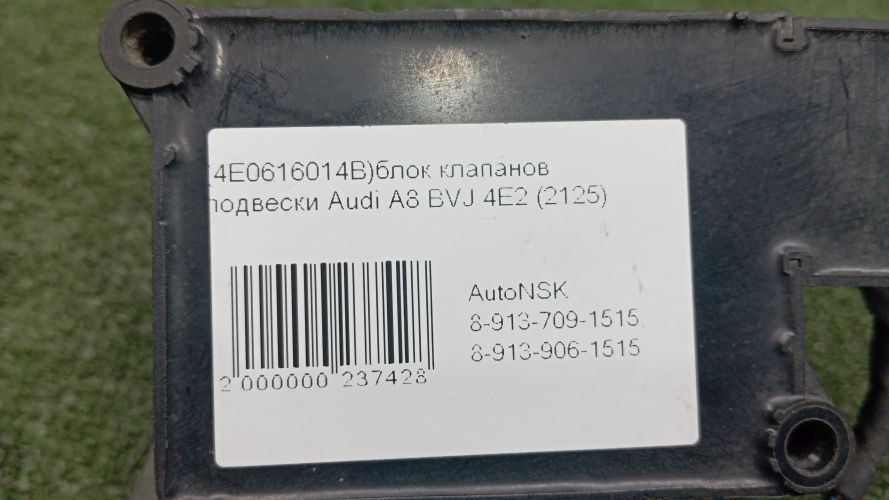 (4E0616014B)блок клапанов
подвески Audi A8 BVJ 4E2 (2125)
AutoNSK
8-913-709-1515
8-913-906-1515
2 000000 237428